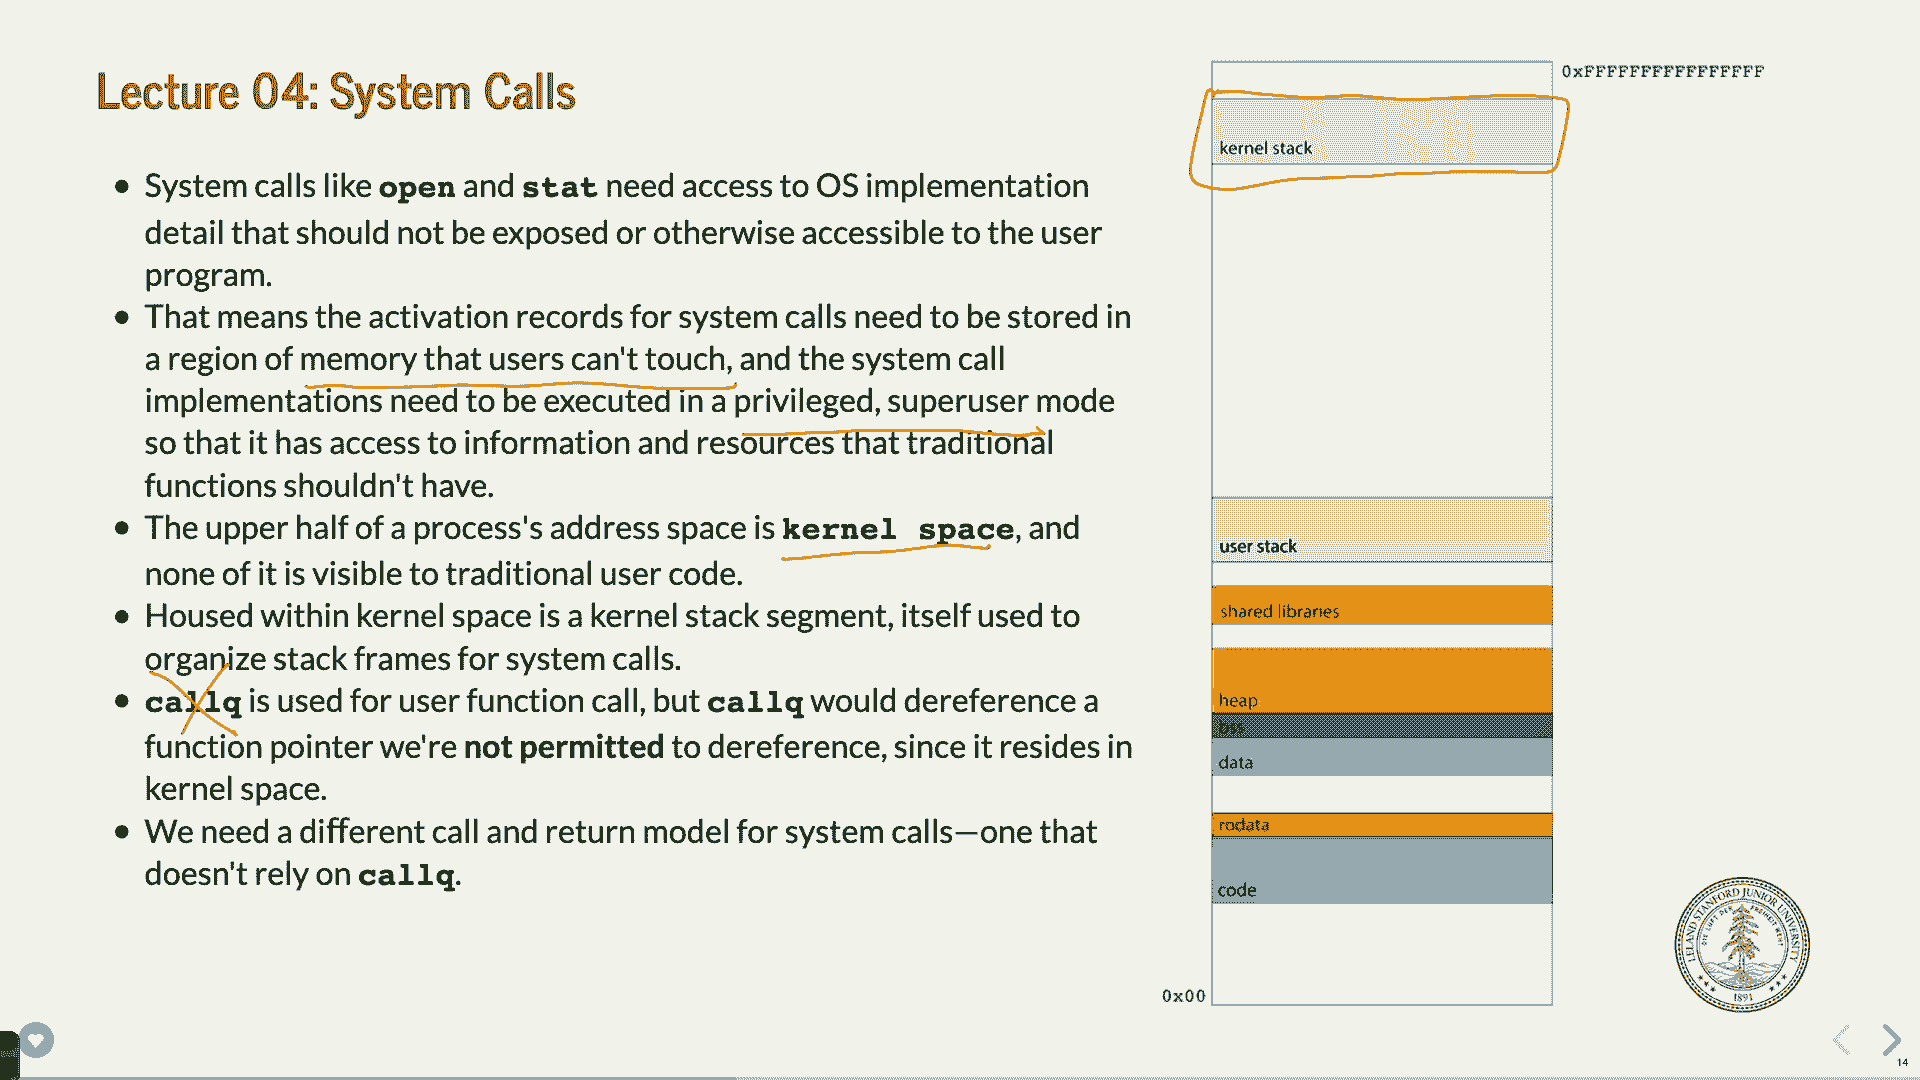 Lecture 04: System Calls
• System calls like open and stat need access to OS implementation
detail that should not be exposed or otherwise accessible to the user
program.
• That means the activation records for system calls need to be stored in
a region of memory that users can't touch, and the system call
implementations need to be executed in a privileged, superuser mode
so that it has access to information and resources that traditional
functions shouldn't have.
• The upper half of a process's address space is kernel space, and
none of it is visible to traditional user code.
• Housed within kernel space is a kernel stack segment, itself used to
organize stack frames for system calls.
• callq is used for user function call, but callq would dereference a
function pointer we're not permitted to dereference, since it resides in
kernel space.
• We need a different call and return model for system calls—one that
doesn't rely on callq.
0xFFFFFFFFFFFFFFFF
kernel stack
user stack
shared libraries
heap
bss
data
rodata
code
0x00
LELAND STANFORD JUNIOR UNIVERSITY
DIE LUFT DER FREIHEIT WEHT
1891
14